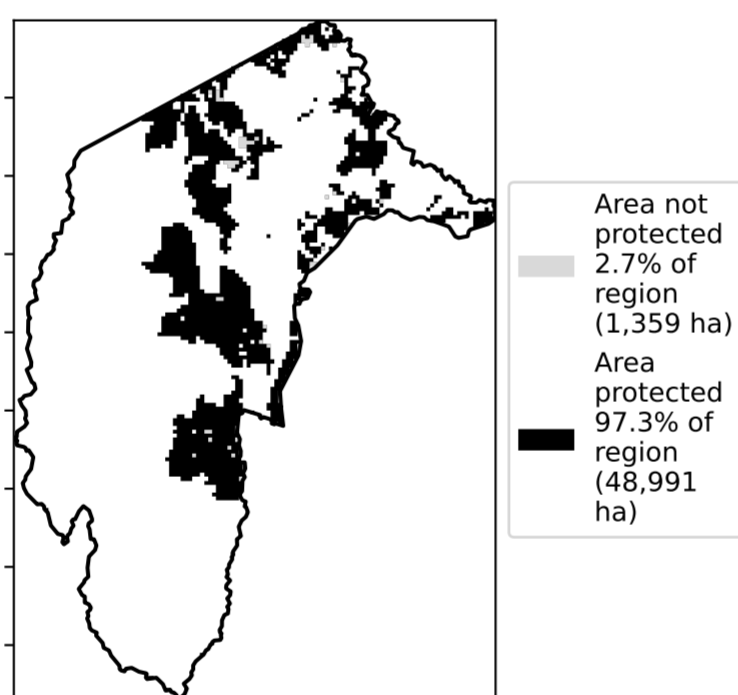 Area not
protected
2.7% of
region
(1,359 ha)
Area
protected
97.3% of
region
(48,991
ha)